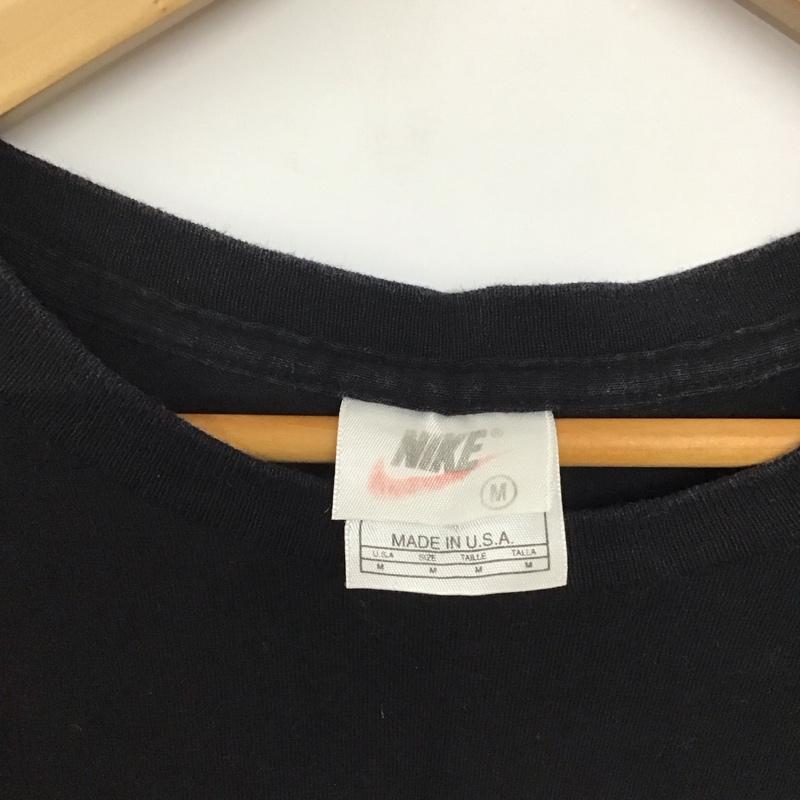 NIKE®
M
MADE IN U.S.A.
U.S.A SIZE TAILLE TALLA
M M M M